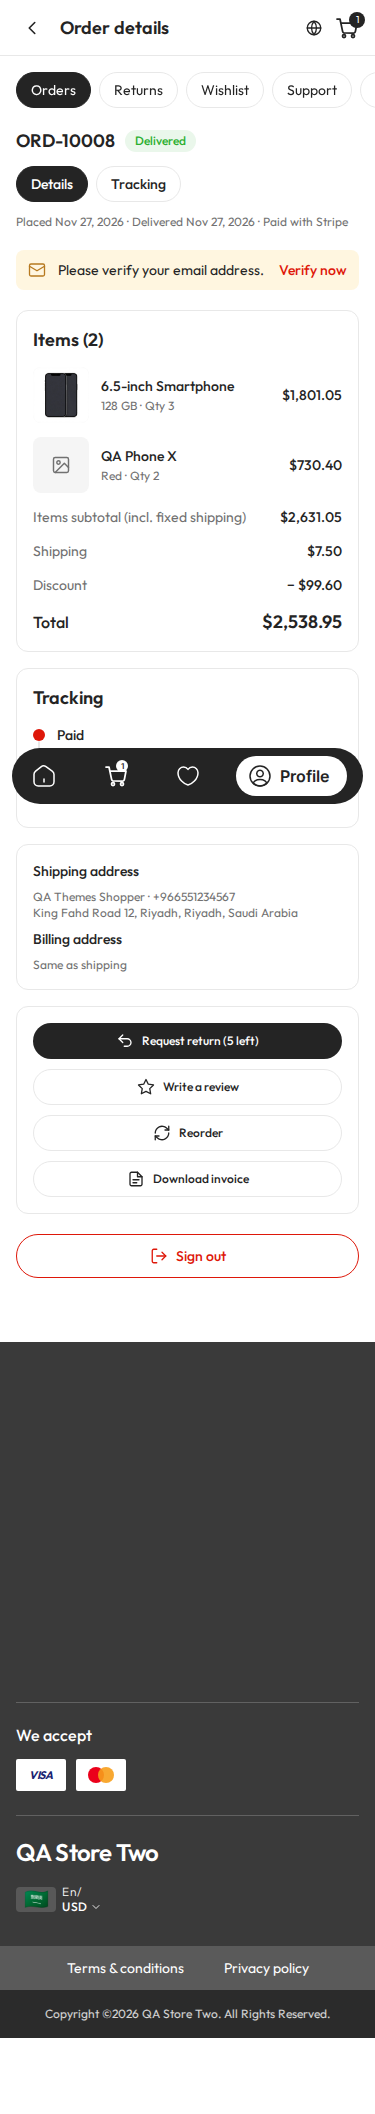 Order details
1
Orders
Returns
Wishlist
Support
ORD-10008
Delivered
Details
Tracking
Placed Nov 27, 2026 · Delivered Nov 27, 2026 · Paid with Stripe
Please verify your email address. Verify now
Items (2)
6.5-inch Smartphone
128 GB · Qty 3
$1,801.05
QA Phone X
Red · Qty 2
$730.40
Items subtotal (incl. fixed shipping) $2,631.05
Shipping $7.50
Discount − $99.60
Total $2,538.95
Tracking
Paid
1
Profile
Shipping address
QA Themes Shopper · +966551234567
King Fahd Road 12, Riyadh, Riyadh, Saudi Arabia
Billing address
Same as shipping
Request return (5 left)
Write a review
Reorder
Download invoice
Sign out
We accept
VISA
QA Store Two
En/
USD
Terms & conditions Privacy policy
Copyright ©2026 QA Store Two. All Rights Reserved.